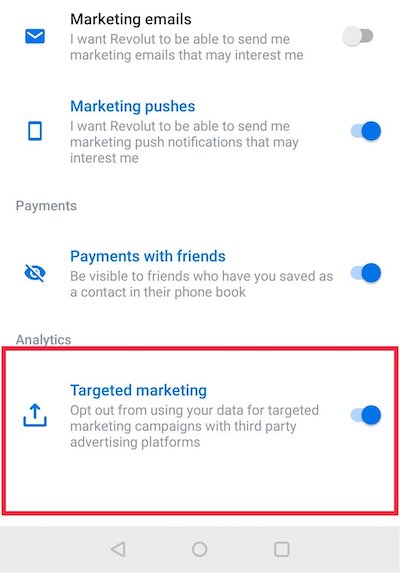 Marketing emails
I want Revolut to be able to send me
marketing emails that may interest me
Marketing pushes
I want Revolut to be able to send me
marketing push notifications that may
interest me
Payments
Payments with friends
Be visible to friends who have you saved as
a contact in their phone book
Analytics
Targeted marketing
Opt out from using your data for targeted
marketing campaigns with third party
advertising platforms